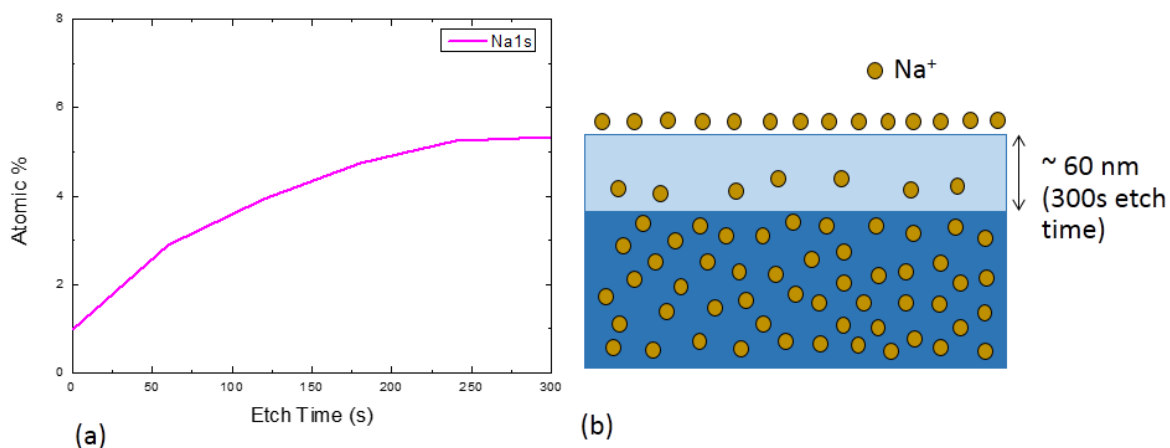 8
6
4
2
0
Atomic %
Na1s
0 50 100 150 200 250 300
Etch Time (s)
(a)
Na⁺
~ 60 nm
(300s etch
time)
(b)